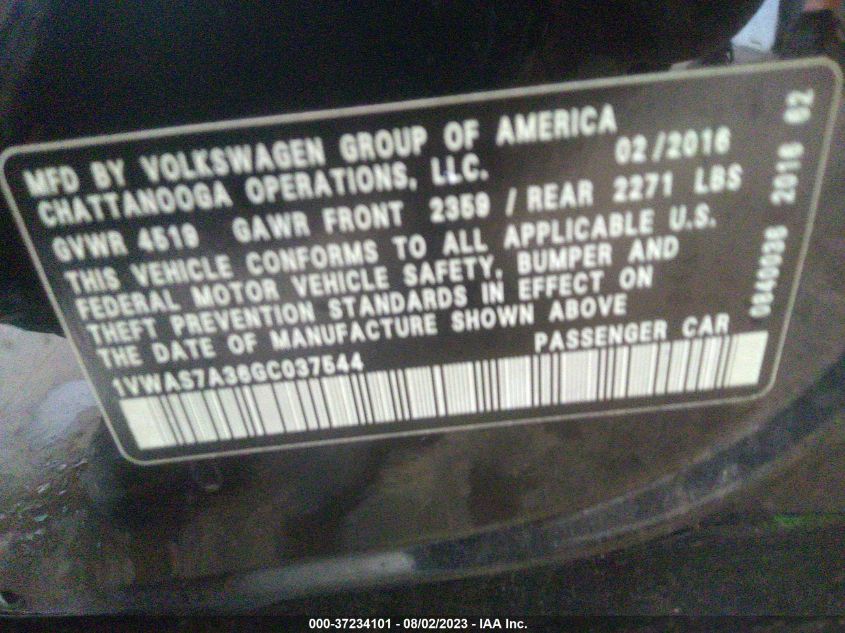 MFD BY VOLKSWAGEN GROUP OF AMERICA
CHATTANOOGA OPERATIONS, LLC. 02/2016
GVWR 4519 GAWR FRONT 2359 / REAR 2271 LBS
THIS VEHICLE CONFORMS TO ALL APPLICABLE U.S.
FEDERAL MOTOR VEHICLE SAFETY, BUMPER AND
THEFT PREVENTION STANDARDS IN EFFECT ON
THE DATE OF MANUFACTURE SHOWN ABOVE
1VWAS7A36GC037544 PASSENGER CAR
2016 02
000-37234101 - 08/02/2023 - IAA Inc.